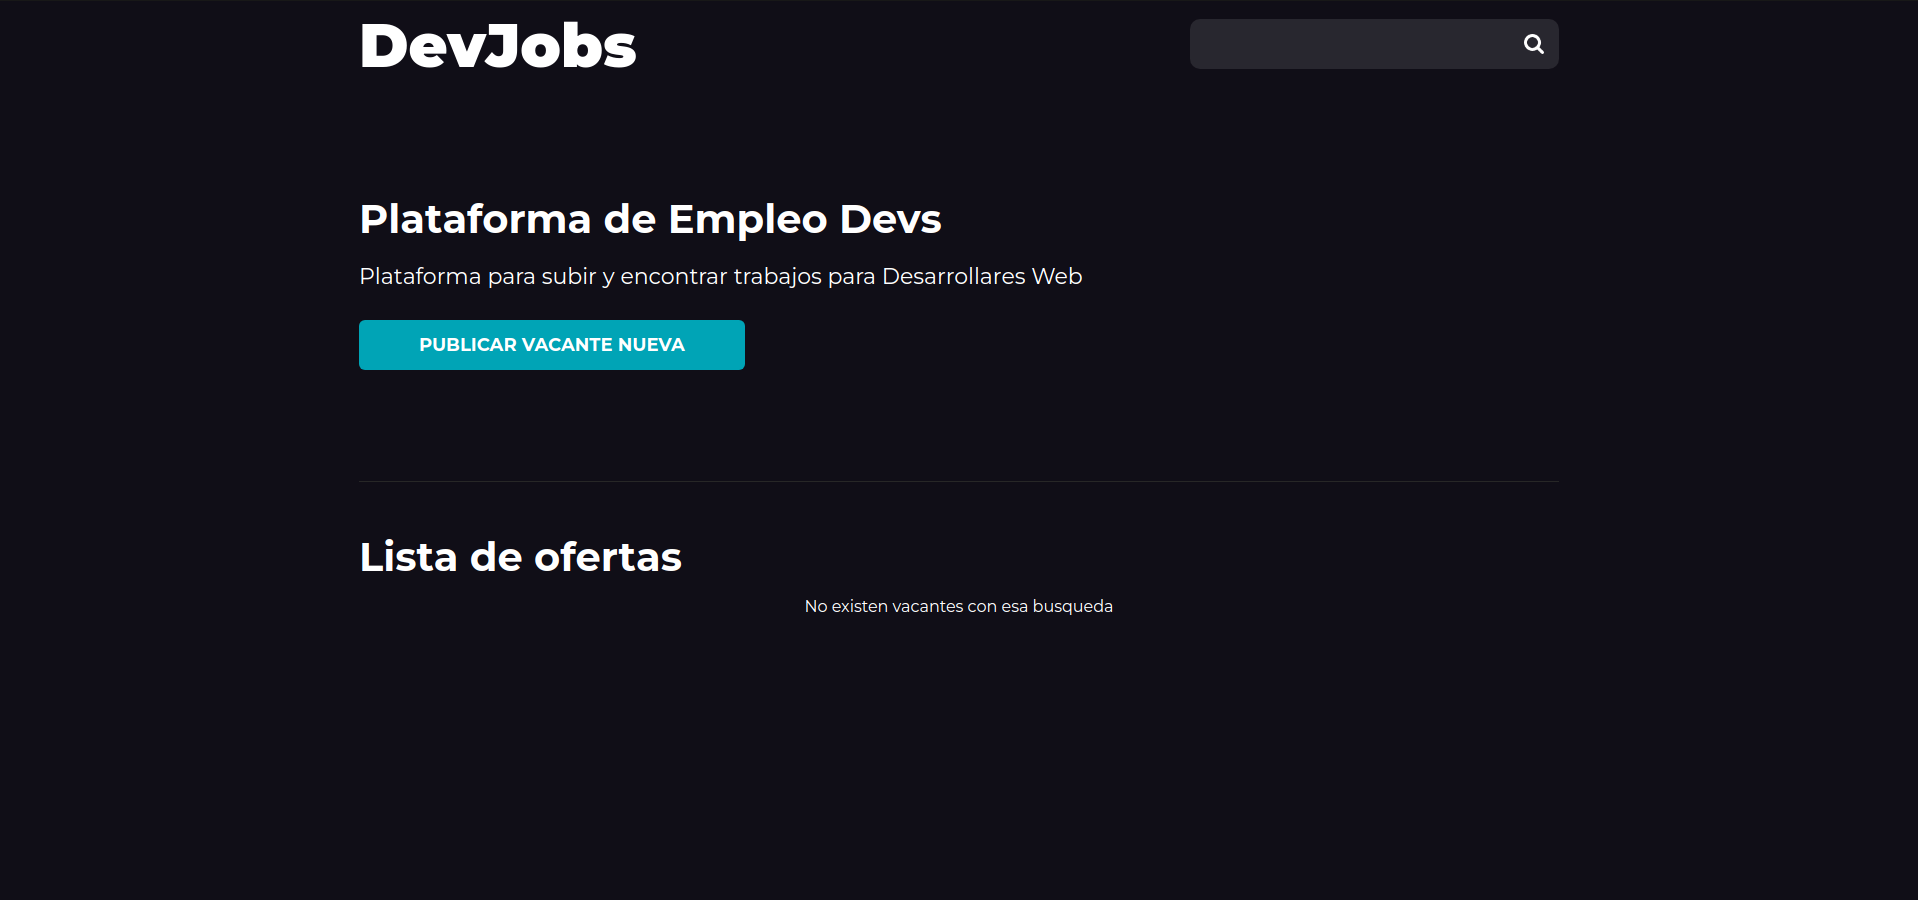 DevJobs
Plataforma de Empleo Devs
Plataforma para subir y encontrar trabajos para Desarrollares Web
PUBLICAR VACANTE NUEVA
Lista de ofertas
No existen vacantes con esa busqueda